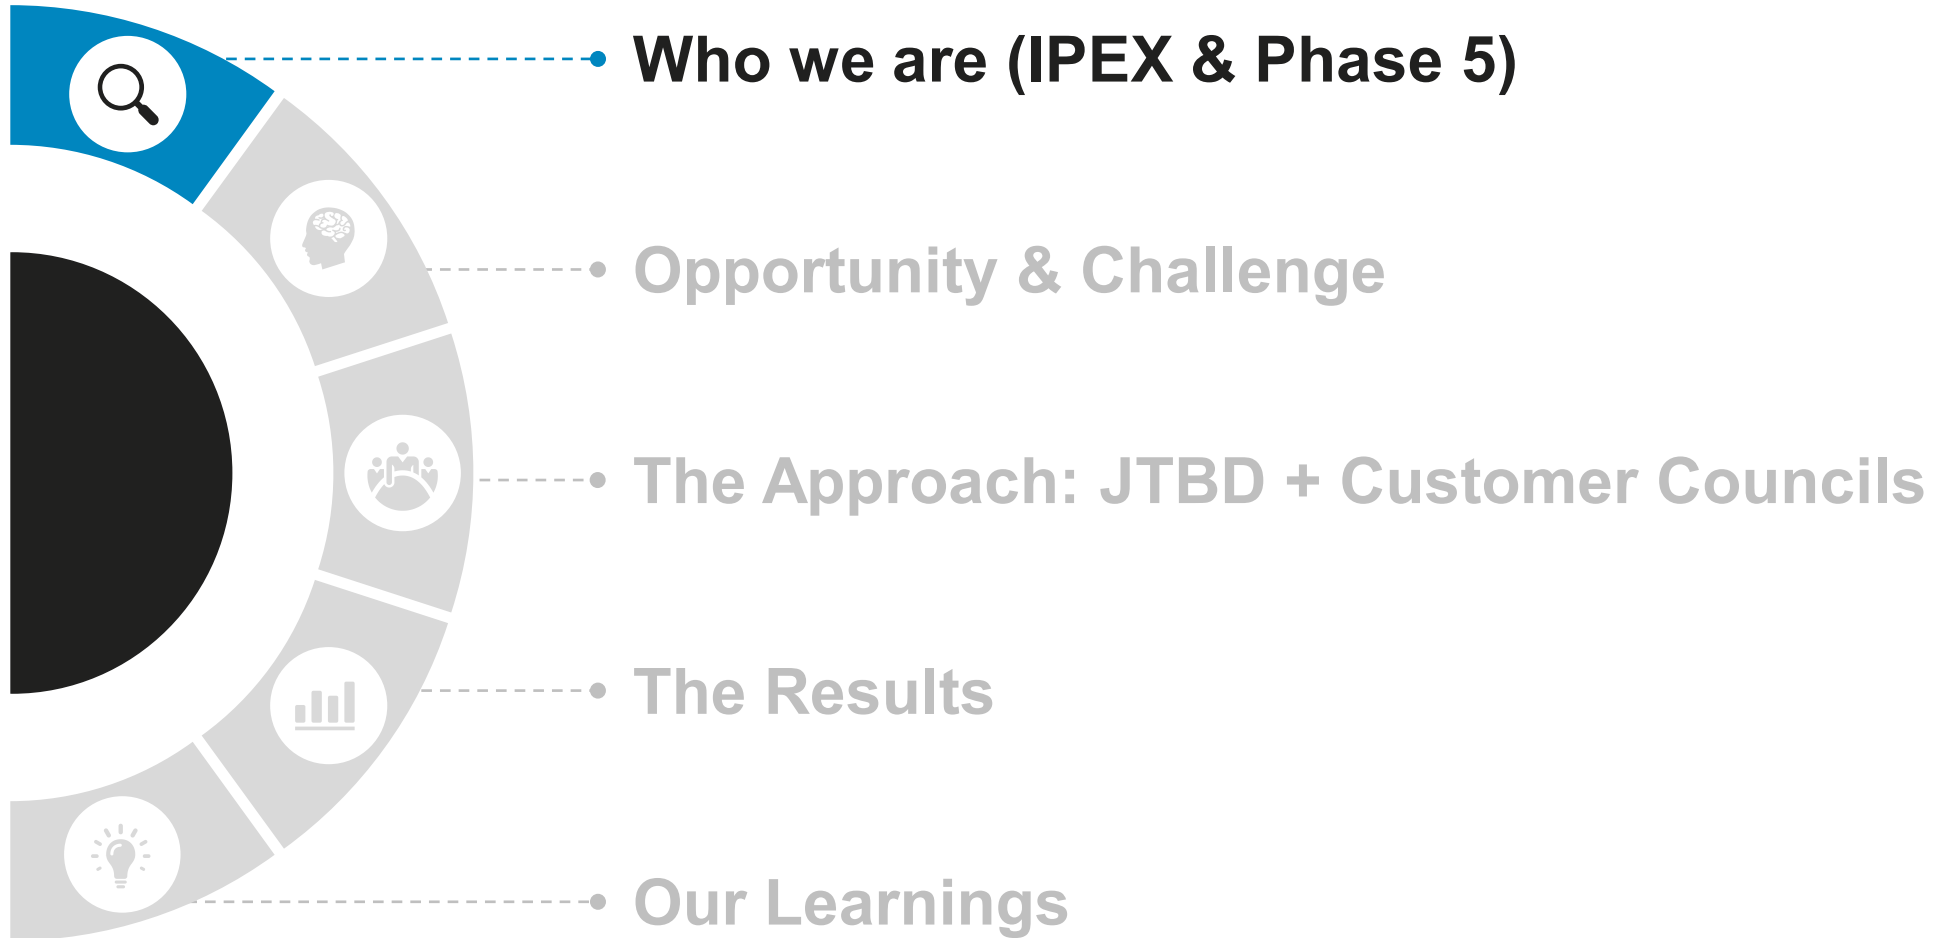 Who we are (IPEX & Phase 5)
Opportunity & Challenge
The Approach: JTBD + Customer Councils
The Results
Our Learnings